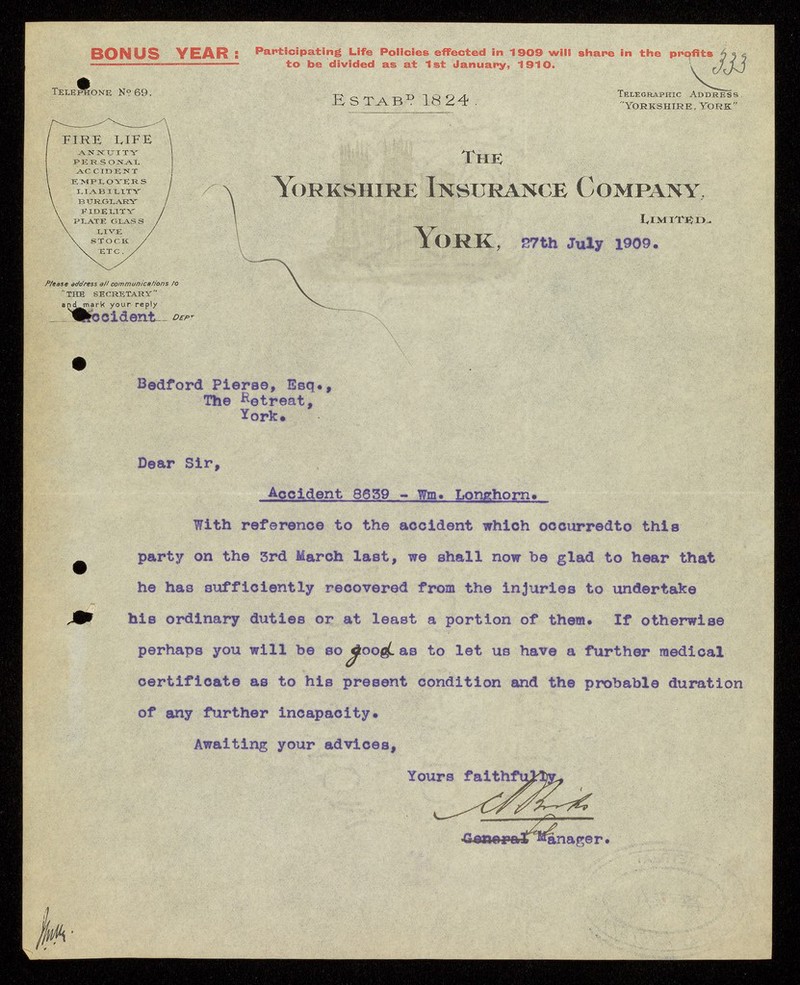 BONUS YEAR: Participating Life Policies effected in 1909 will share in the profits
to be divided as at 1st January, 1910.
333
TELEPHONE Nº 69.
ESTABD 1824.
TELEGRAPHIC ADDRESS
"YORKSHIRE, YORK"
FIRE LIFE
ANNUITY
PERSONAL
ACCIDENT
EMPLOYERS
LIABILITY
BURGLARY
FIDELITY
PLATE GLASS
LIVE
STOCK
ETC.
THE
YORKSHIRE INSURANCE COMPANY,
LIMITED.
YORK, 27th July 1909.
Please address all communications to
"THE SECRETARY"
and mark your reply
Accident DEPT
Bedford Pierse, Esq.,
The Retreat,
York.
Dear Sir,
Accident 8639 - Wm. Longhorn.
With reference to the accident which occurredto this
party on the 3rd March last, we shall now be glad to hear that
he has sufficiently recovered from the injuries to undertake
his ordinary duties or at least a portion of them. If otherwise
perhaps you will be so good as to let us have a further medical
certificate as to his present condition and the probable duration
of any further incapacity.
Awaiting your advices,
Yours faithfully,
General Manager.